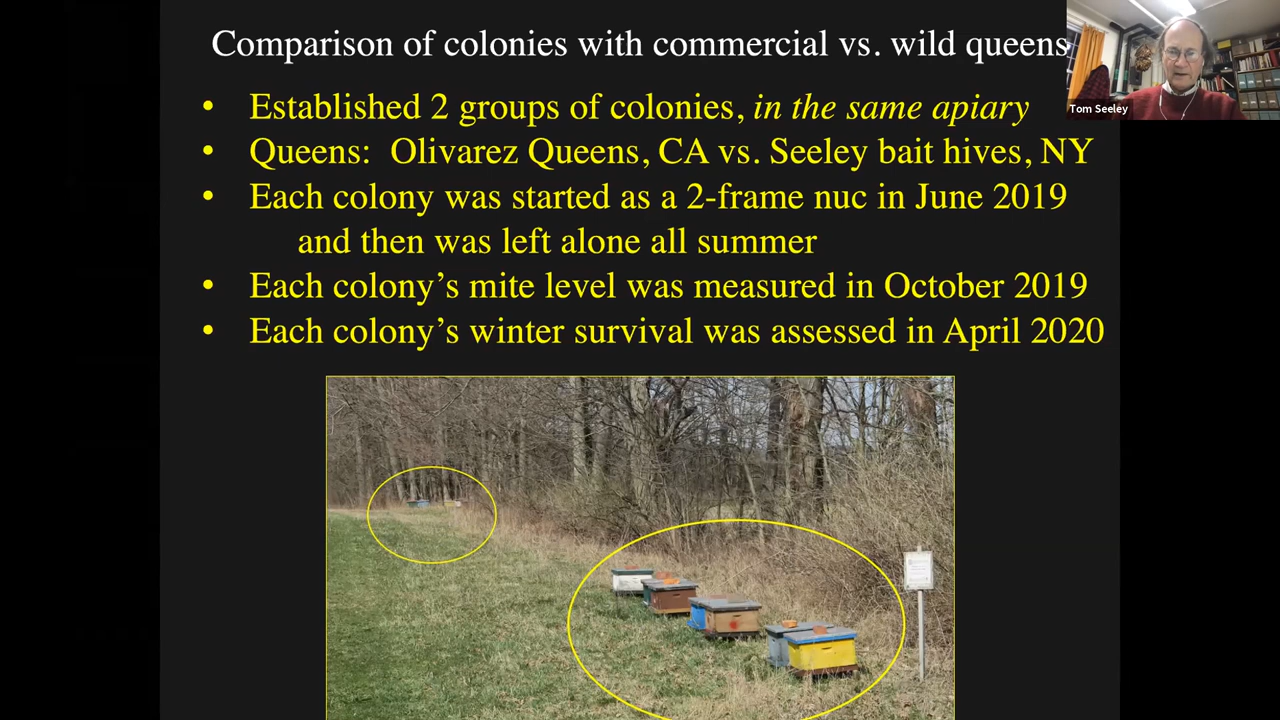 Comparison of colonies with commercial vs. wild queens
Tom Seeley
• Established 2 groups of colonies, in the same apiary
• Queens: Olivarez Queens, CA vs. Seeley bait hives, NY
• Each colony was started as a 2-frame nuc in June 2019
and then was left alone all summer
• Each colony’s mite level was measured in October 2019
• Each colony’s winter survival was assessed in April 2020